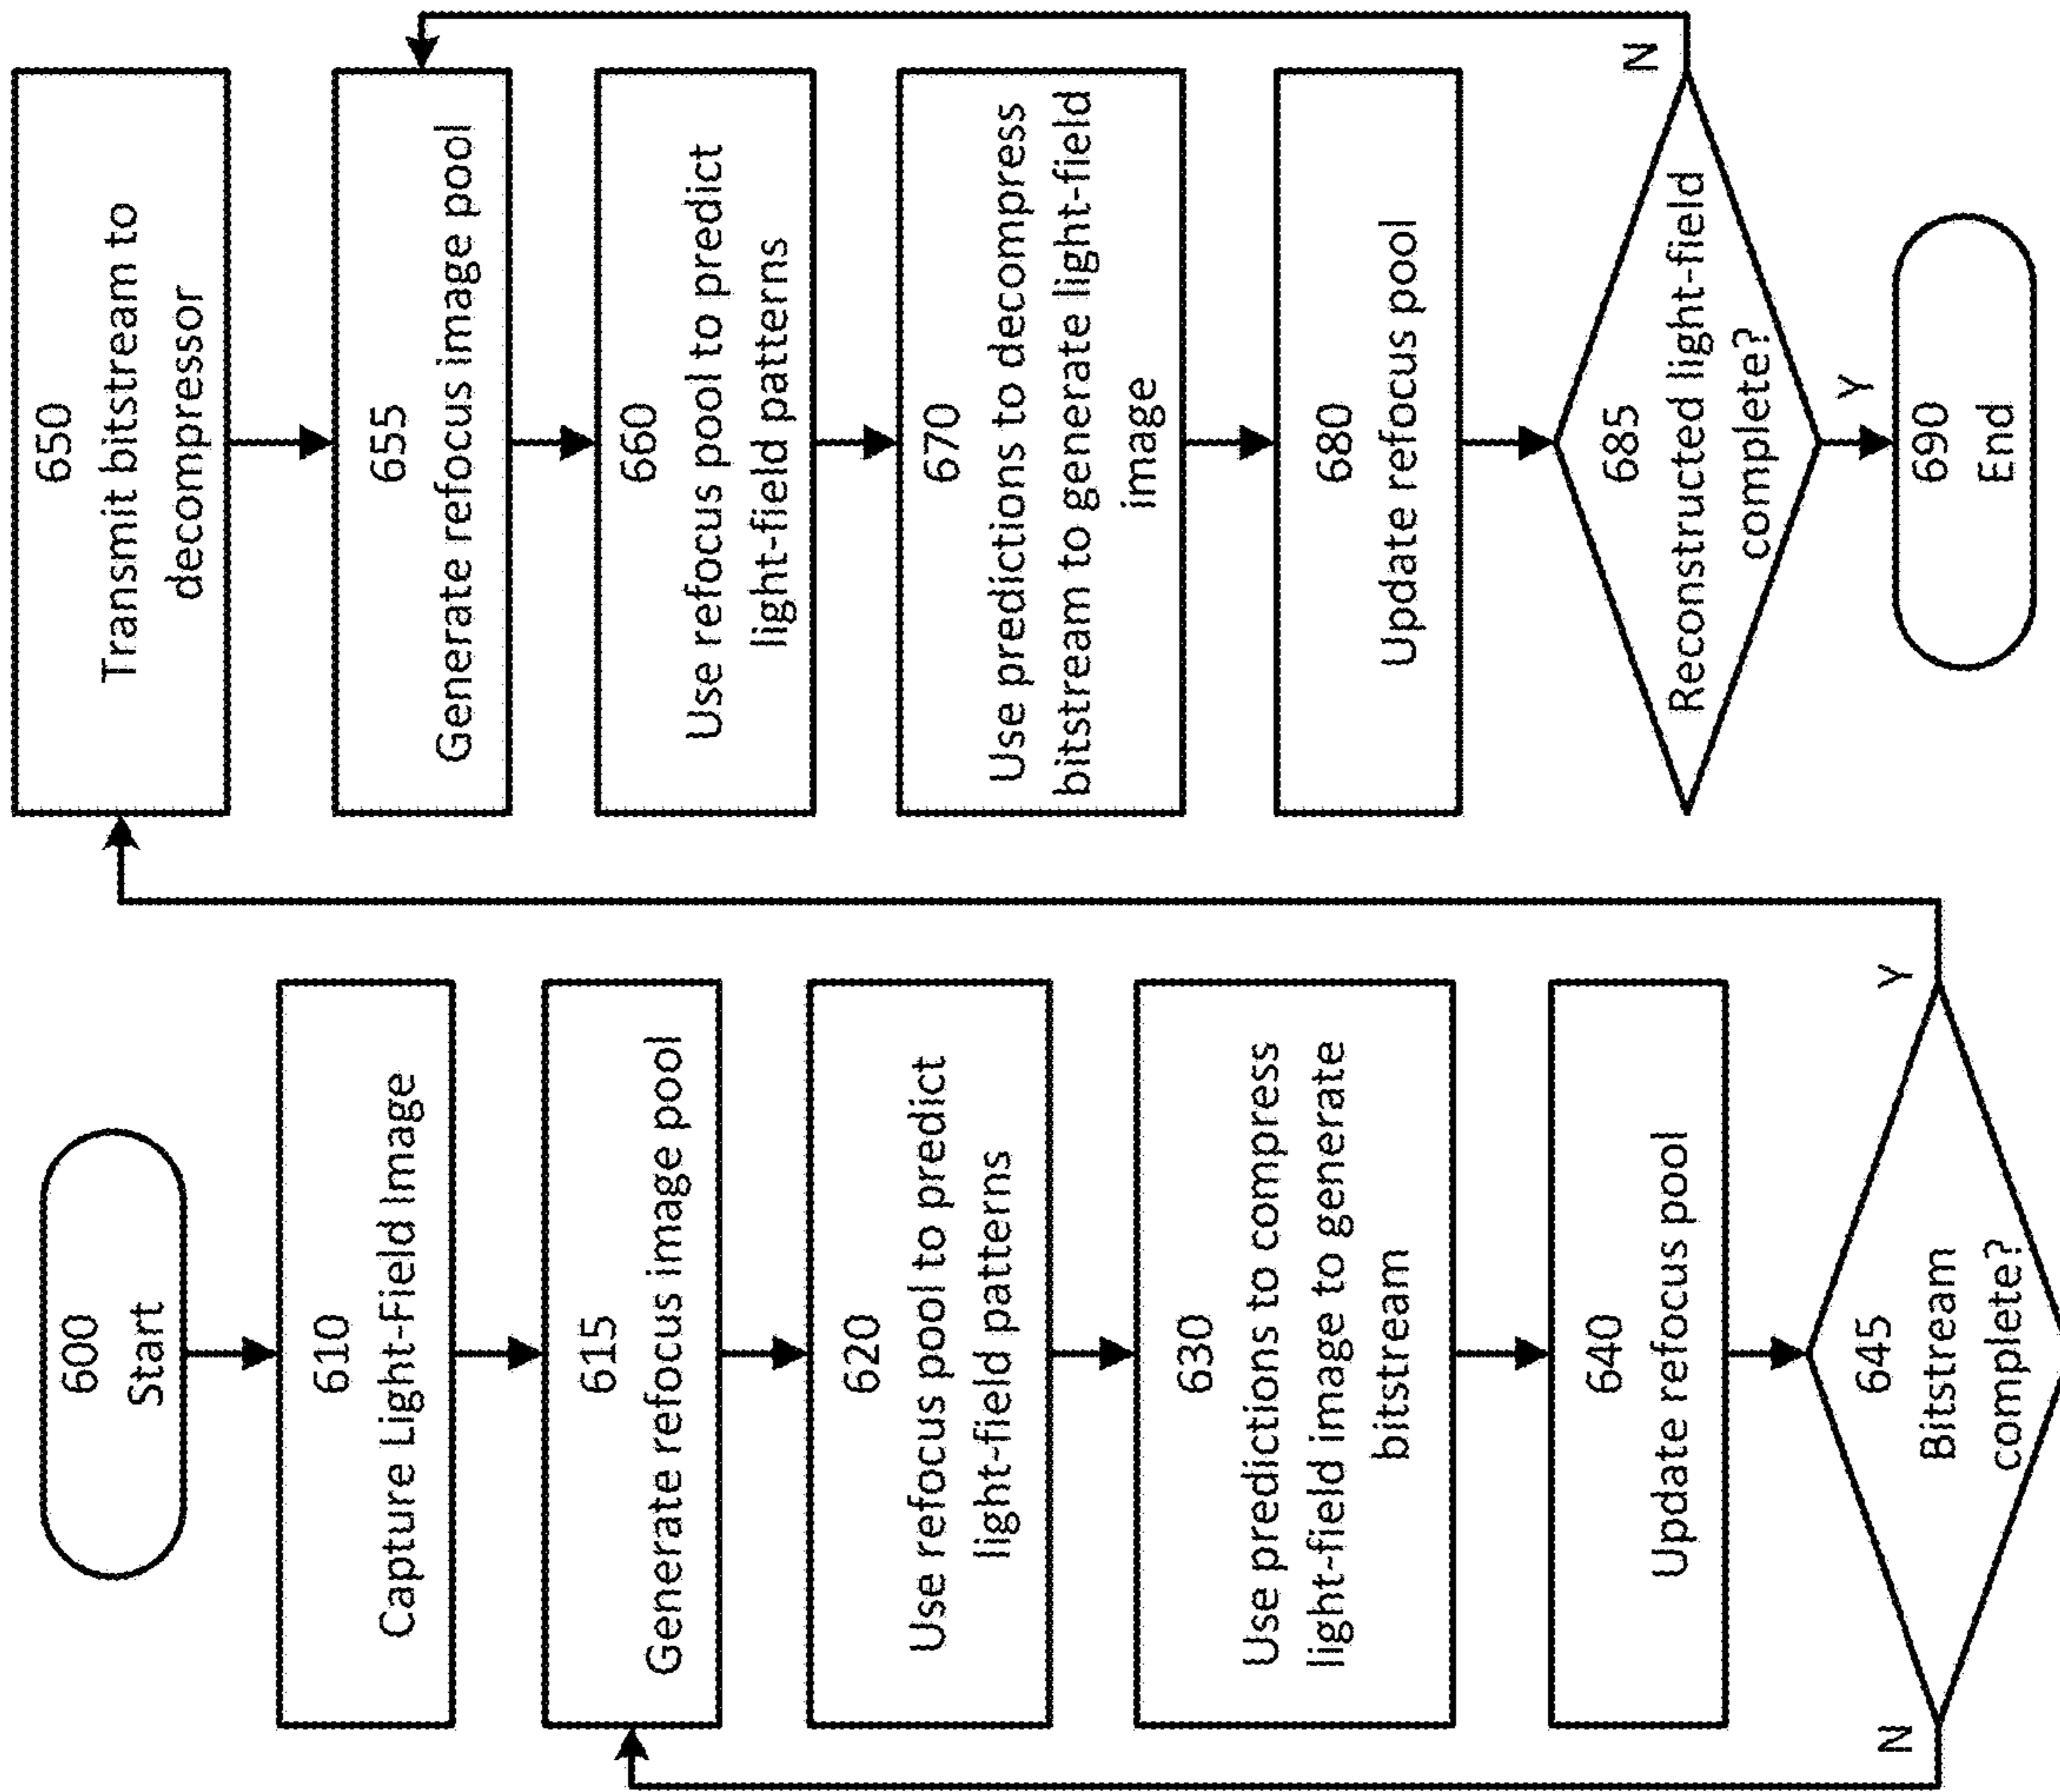 600
Start
610
Capture Light-Field Image
615
Generate refocus image pool
620
Use refocus pool to predict
light-field patterns
630
Use predictions to compress
light-field image to generate
bitstream
640
Update refocus pool
645
Bitstream
complete?
N
Y
650
Transmit bitstream to
decompressor
655
Generate refocus image pool
660
Use refocus pool to predict
light-field patterns
670
Use predictions to decompress
bitstream to generate light-field
image
680
Update refocus pool
685
Reconstructed light-field
complete?
N
Y
690
End